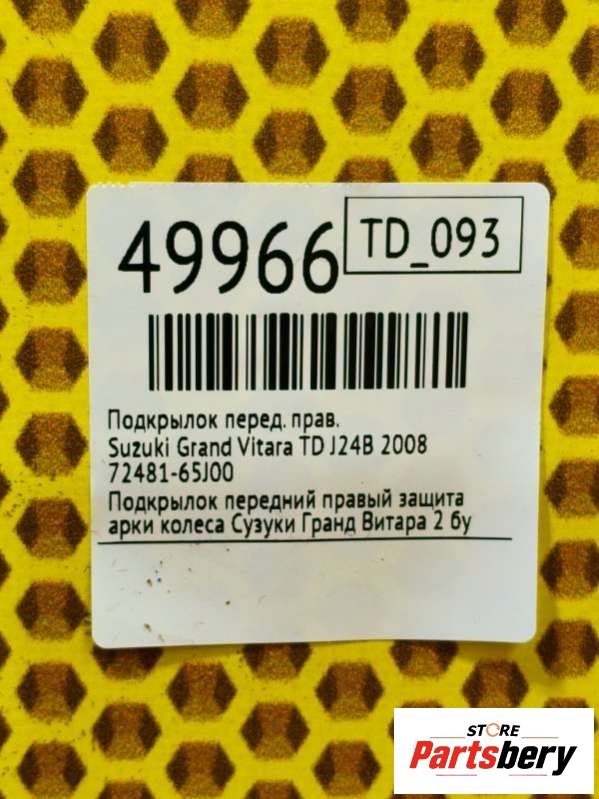 49966
TD_093
Подкрылок перед. прав.
Suzuki Grand Vitara TD J24B 2008
72481-65J00
Подкрылок передний правый защита
арки колеса Сузуки Гранд Витара 2 бу
STORE
Partsbery